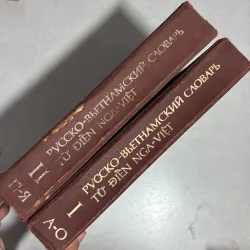 РУССКО-ВЬЕТНАМСКИЙ СЛОВАРЬ
TỪ ĐIỂN NGA-VIỆT
II
П-Я
РУССКО-ВЬЕТНАМСКИЙ СЛОВАРЬ
TỪ ĐIỂN NGA-VIỆT
I
А-О